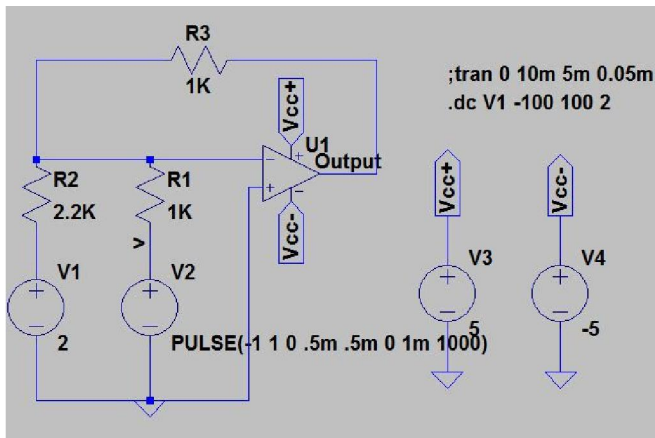 R3
1K
;tran 0 10m 5m 0.05m
.dc V1 -100 100 2
Vcc+
U1
Output
R2
2.2K
R1
1K
Vcc-
Vcc+
Vcc-
v
V1
2
V2
PULSE(-1 1 0 .5m .5m 0 1m 1000)
V3
5
V4
-5